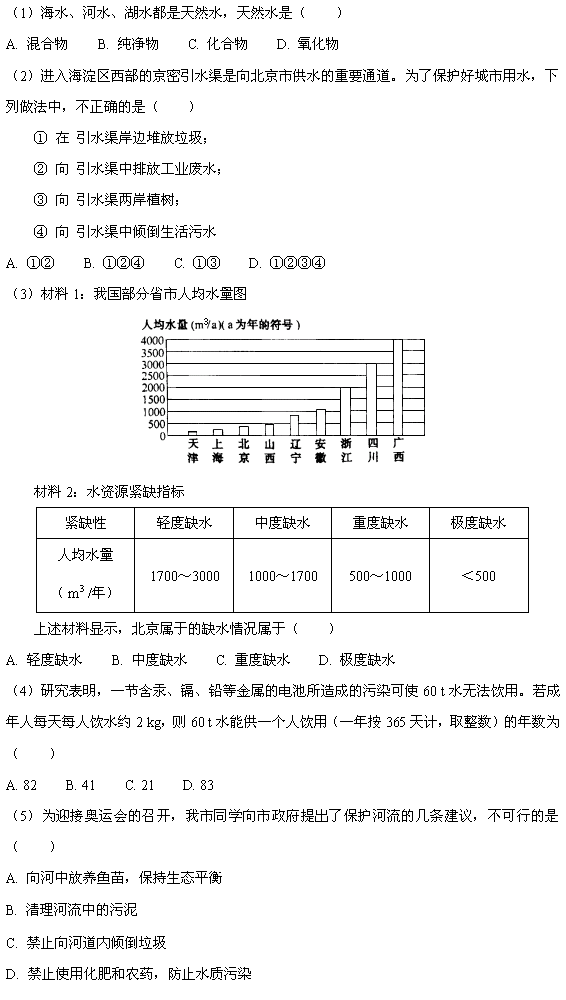 (1) 海水、河水、湖水都是天然水，天然水是（　　）
A. 混合物　　B. 纯净物　　C. 化合物　　D. 氧化物
(2) 进入海淀区西部的京密引水渠是向北京市供水的重要通道。为了保护好城市用水，下
列做法中，不正确的是（　　）
① 在 引水渠岸边堆放垃圾；
② 向 引水渠中排放工业废水；
③ 向 引水渠两岸植树；
④ 向 引水渠中倾倒生活污水
A. ①②　　B. ①②④　　C. ①③　　D. ①②③④
(3) 材料 1：我国部分省市人均水量图
人均水量 (m³/a)( a 为年的符号 )
4000
3500
3000
2500
2000
1500
1000
500
0
天津 上海 北京 山西 辽宁 安徽 浙江 四川 广西
材料 2：水资源紧缺指标
紧缺性 轻度缺水 中度缺水 重度缺水 极度缺水
人均水量
（m³ /年） 1700～3000 1000～1700 500～1000 ＜500
上述材料显示，北京属于的缺水情况属于（　　）
A. 轻度缺水　　B. 中度缺水　　C. 重度缺水　　D. 极度缺水
(4) 研究表明，一节含汞、镉、铅等金属的电池所造成的污染可使 60 t 水无法饮用。若成
年人每天每人饮水约 2 kg，则 60 t 水能供一个人饮用（一年按 365 天计，取整数）的年数为
（　　）
A. 82　　B. 41　　C. 21　　D. 83
(5) 为迎接奥运会的召开，我市同学向市政府提出了保护河流的几条建议，不可行的是
（　　）
A. 向河中放养鱼苗，保持生态平衡
B. 清理河流中的污泥
C. 禁止向河道内倾倒垃圾
D. 禁止使用化肥和农药，防止水质污染